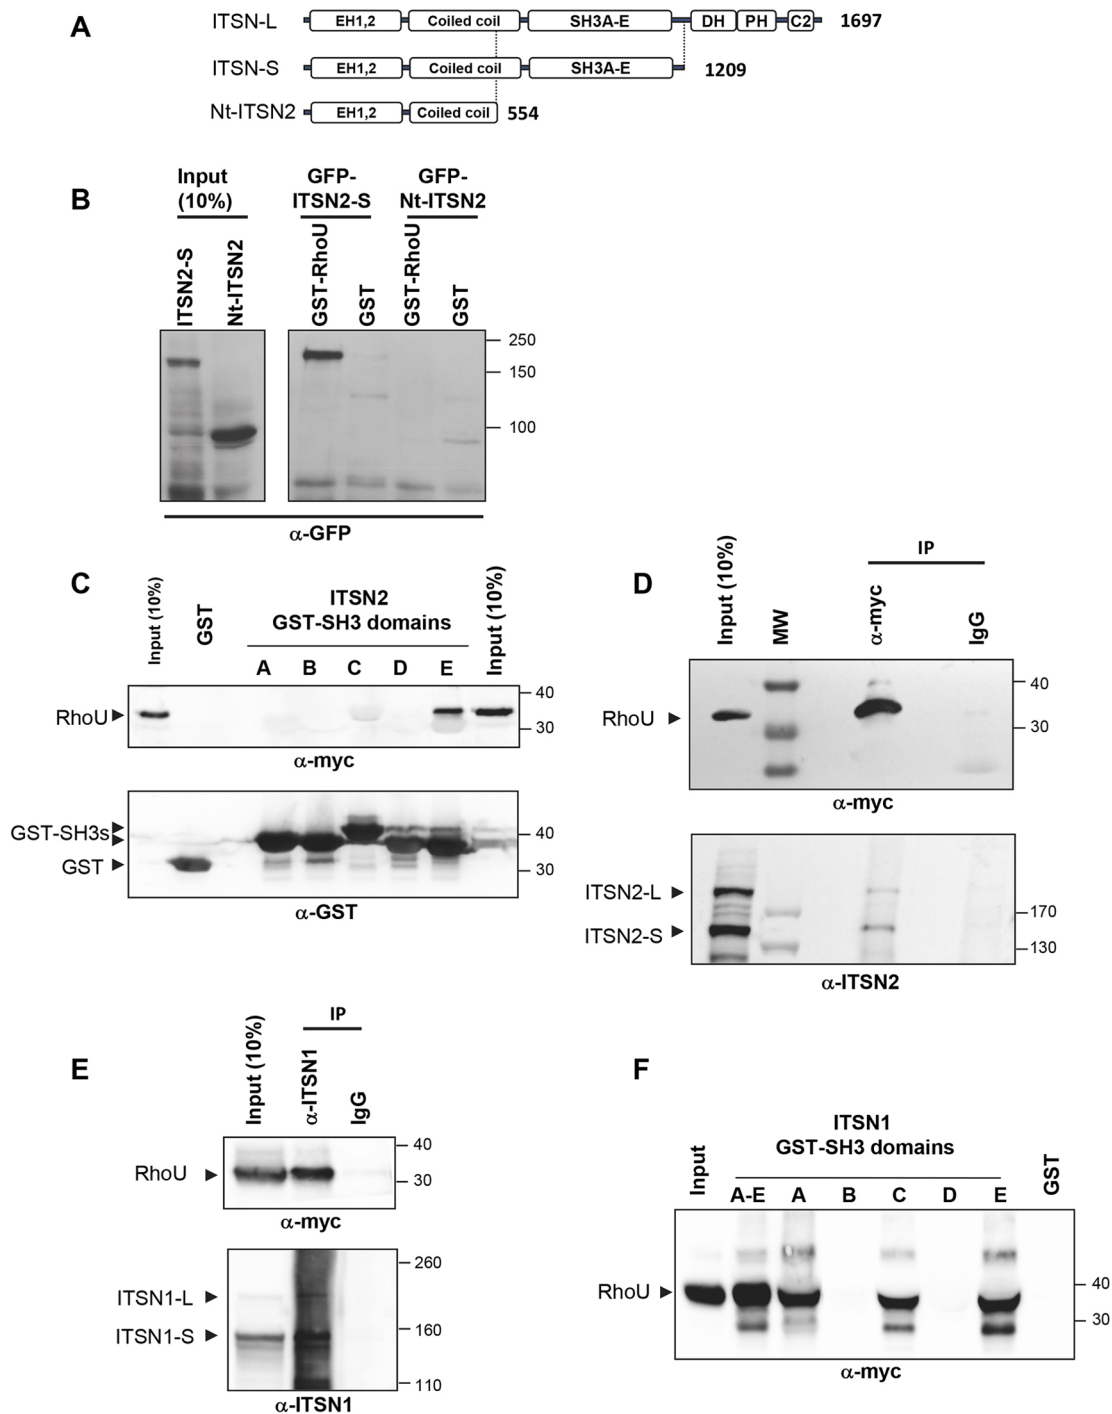 A
ITSN-L
EH1,2
Coiled coil
SH3A-E
DH
PH
C2
1697
ITSN-S
EH1,2
Coiled coil
SH3A-E
1209
Nt-ITSN2
EH1,2
Coiled coil
554
B
Input
(10%)
GFP-
ITSN2-S
GFP-
Nt-ITSN2
ITSN2-S
Nt-ITSN2
GST-RhoU
GST
GST-RhoU
GST
250
150
100
α-GFP
C
Input (10%)
GST
ITSN2
GST-SH3 domains
A
B
C
D
E
Input (10%)
RhoU
40
30
α-myc
GST-SH3s
GST
40
30
α-GST
D
Input (10%)
MW
IP
α-myc
IgG
RhoU
40
30
α-myc
ITSN2-L
ITSN2-S
170
130
α-ITSN2
E
Input (10%)
IP
α-ITSN1
IgG
RhoU
40
30
α-myc
ITSN1-L
ITSN1-S
260
160
110
α-ITSN1
F
Input
ITSN1
GST-SH3 domains
A-E
A
B
C
D
E
GST
RhoU
40
30
α-myc